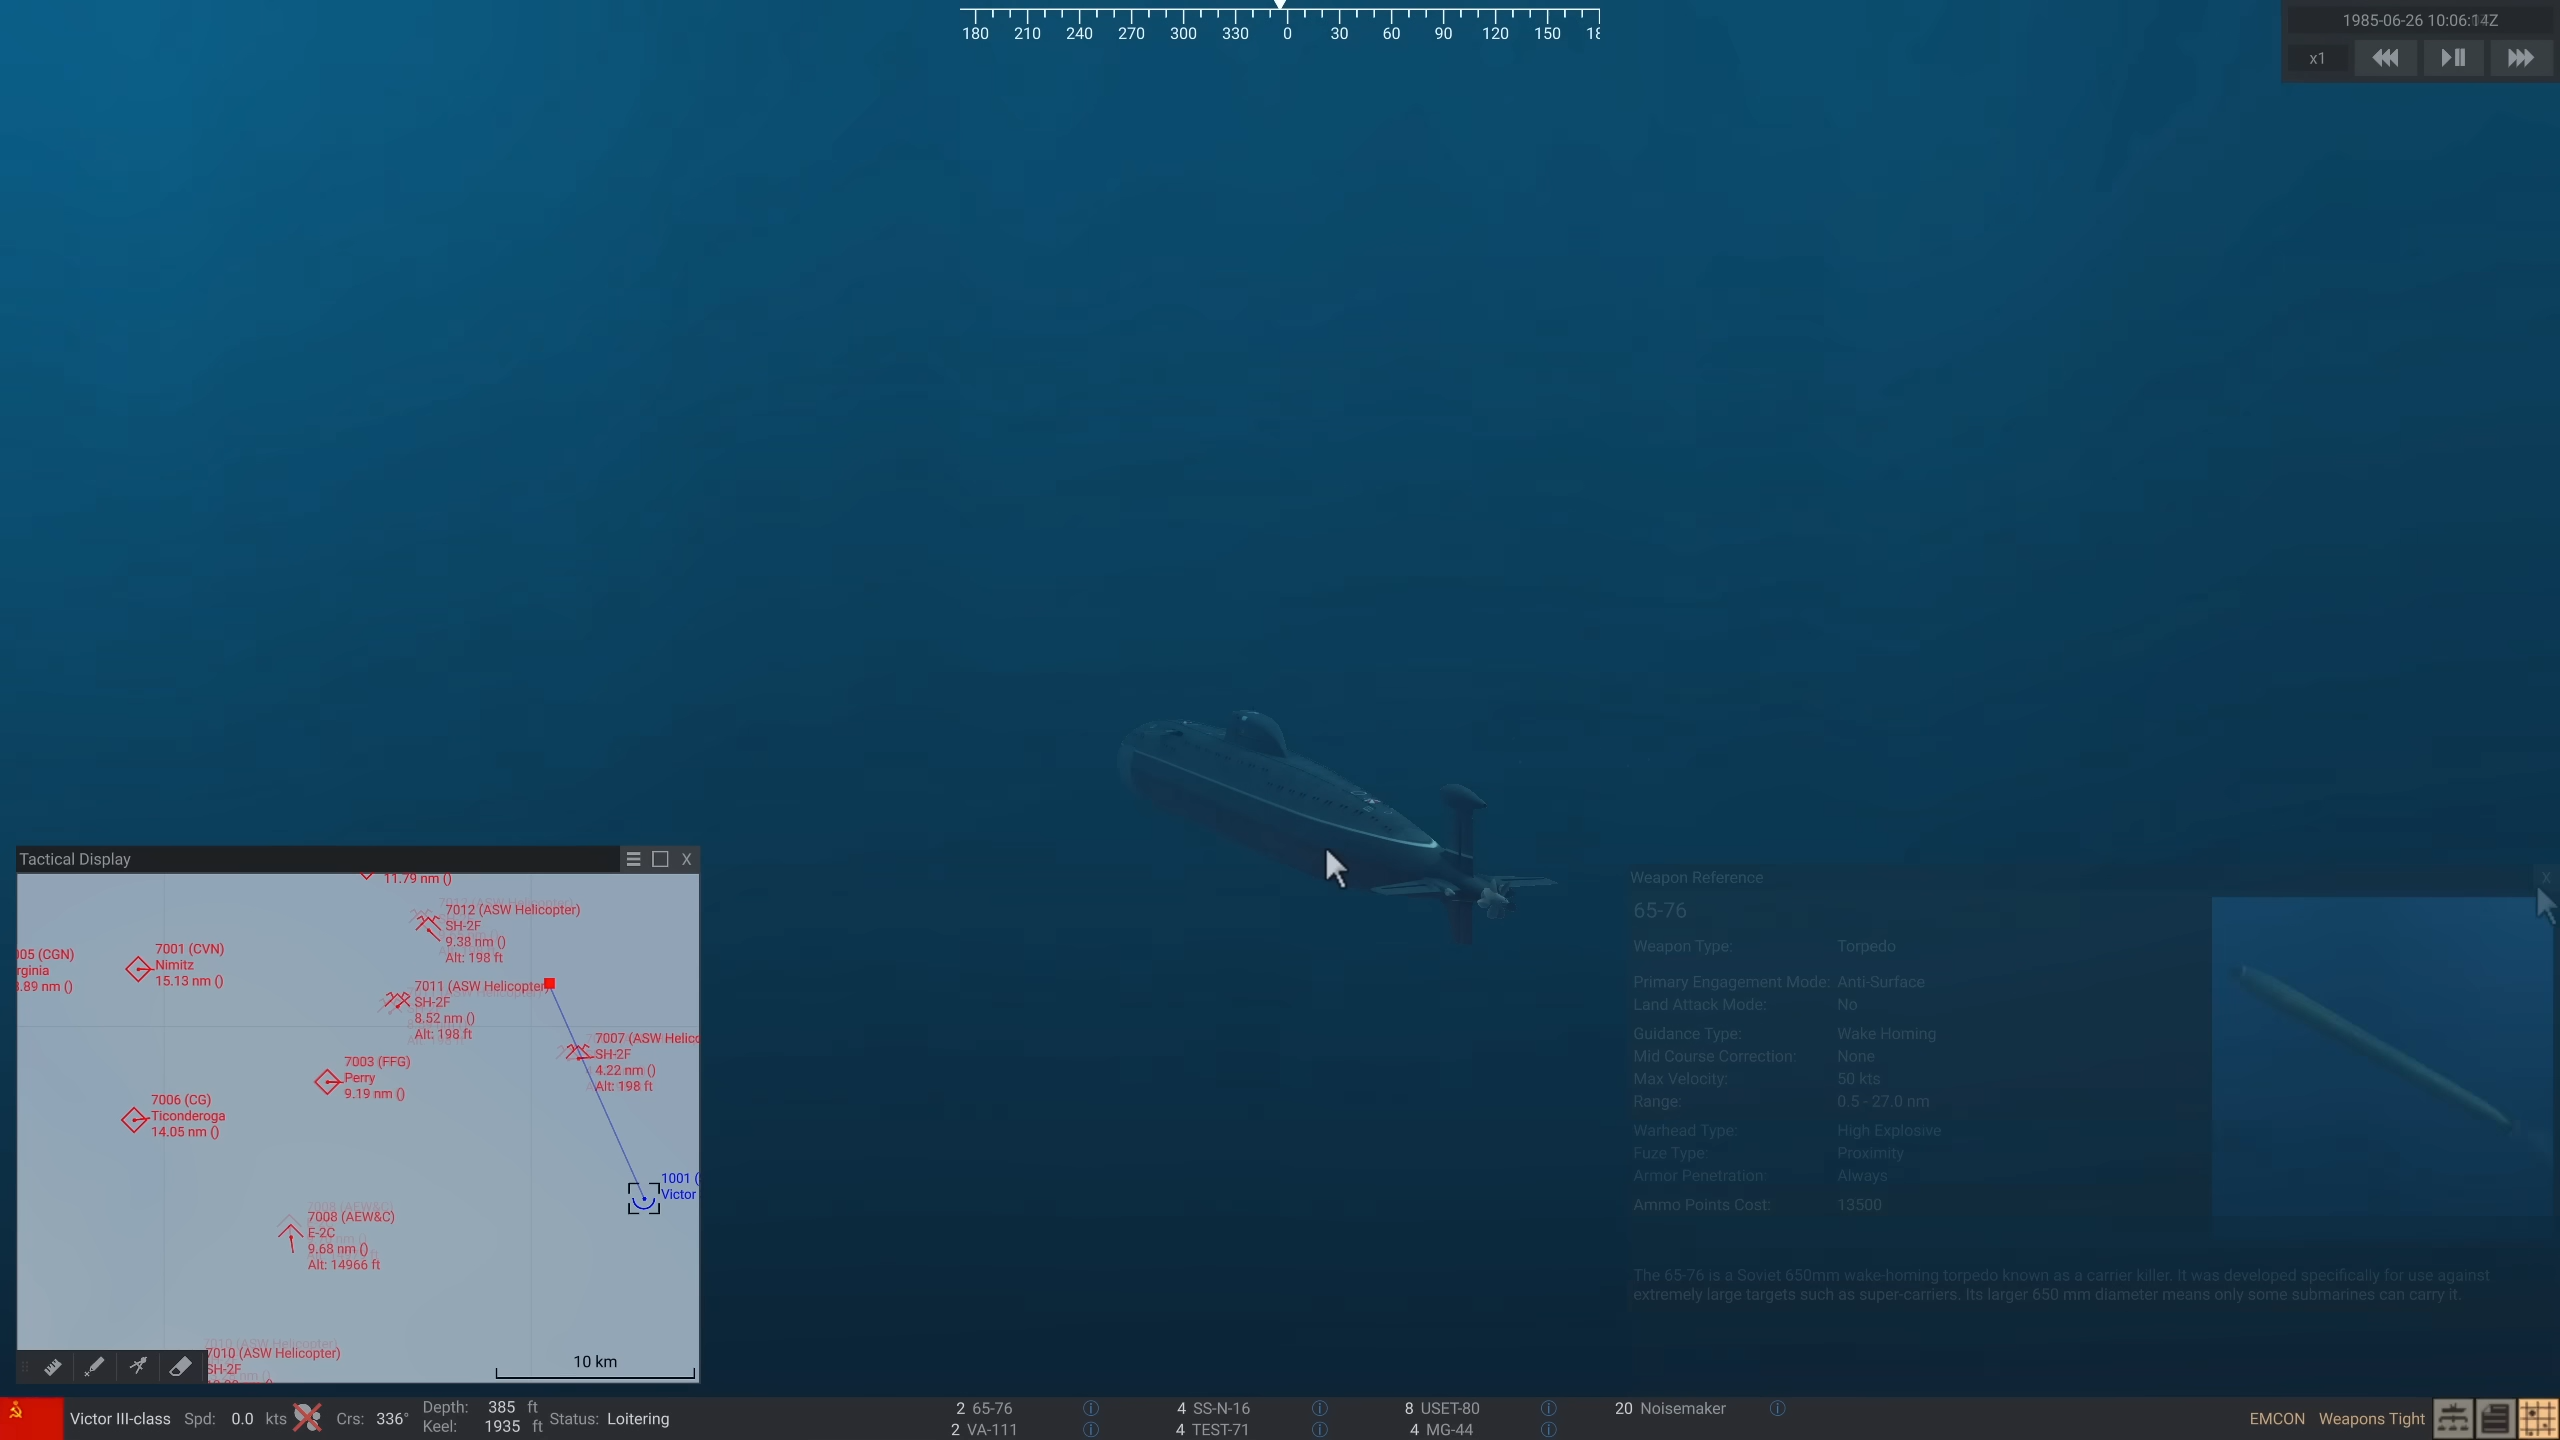 180 210 240 270 300 330 0 30 60 90 120 150
1985-06-26 10:06:14Z
x1
Tactical Display
X
11.79 nm ()
7012 (ASW Helicopter)
SH-2F
9.38 nm ()
Alt: 198 ft
7001 (CVN)
Nimitz
15.13 nm ()
05 (CGN)
rginia
.89 nm ()
7011 (ASW Helicopter)
SH-2F
8.52 nm ()
Alt: 198 ft
7007 (ASW Helico
SH-2F
4.22 nm ()
Alt: 198 ft
7003 (FFG)
Perry
9.19 nm ()
7006 (CG)
Ticonderoga
14.05 nm ()
1001 (
Victor
7008 (AEW&C)
E-2C
9.68 nm ()
Alt: 14966 ft
7010 (ASW Helicopter)
SH-2F
10 km
Weapon Reference
X
65-76
Weapon Type: Torpedo
Primary Engagement Mode: Anti-Surface
Land Attack Mode: No
Guidance Type: Wake Homing
Mid Course Correction: None
Max Velocity: 50 kts
Range: 0.5 - 27.0 nm
Warhead Type: High Explosive
Fuze Type: Proximity
Armor Penetration: Always
Ammo Points Cost: 13500
The 65-76 is a Soviet 650mm wake-homing torpedo known as a carrier killer. It was developed specifically for use against
extremely large targets such as super-carriers. Its larger 650 mm diameter means only some submarines can carry it.
Victor III-class Spd: 0.0 kts Crs: 336° Depth: 385 ft Keel: 1935 ft Status: Loitering
2 65-76 4 SS-N-16 8 USET-80 20 Noisemaker
2 VA-111 4 TEST-71 4 MG-44
EMCON Weapons Tight